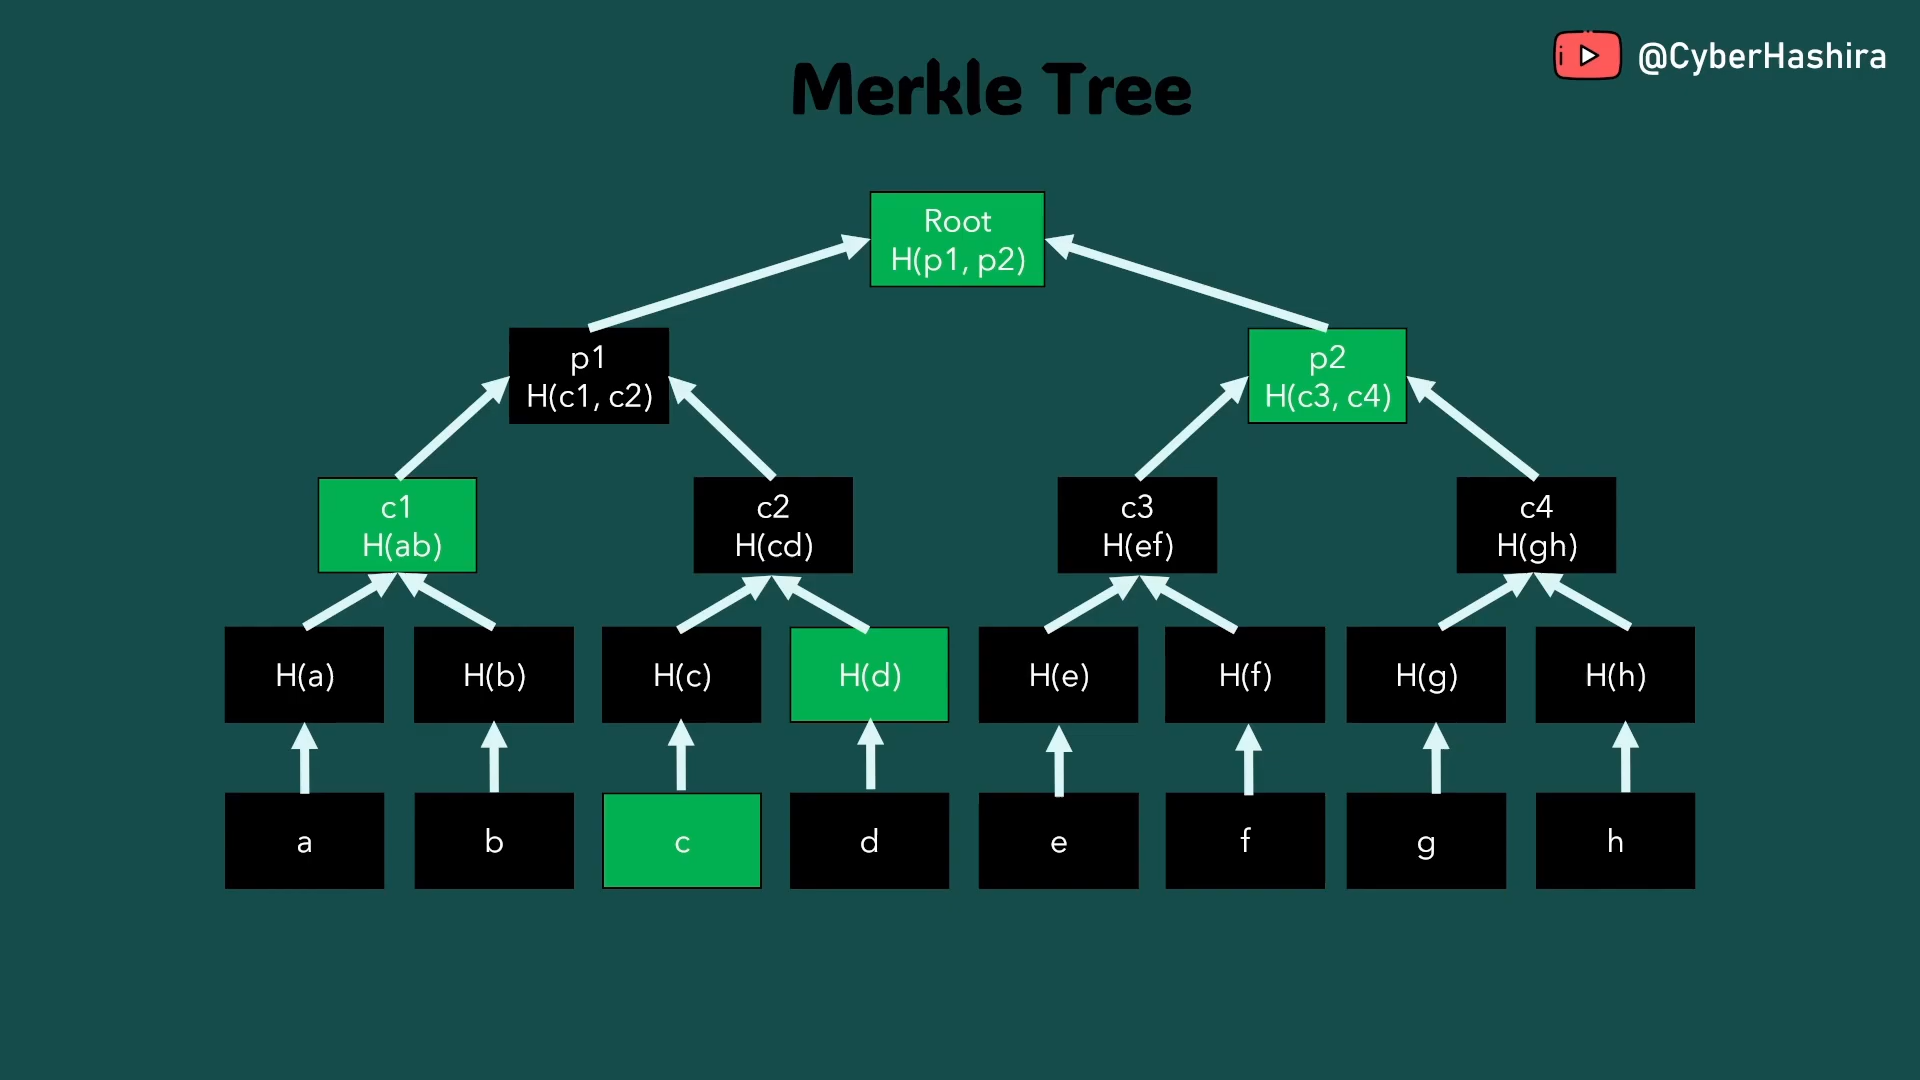 @CyberHashira
Merkle Tree
Root
H(p1, p2)
p1
H(c1, c2)
p2
H(c3, c4)
c1
H(ab)
c2
H(cd)
c3
H(ef)
c4
H(gh)
H(a)
H(b)
H(c)
H(d)
H(e)
H(f)
H(g)
H(h)
a
b
c
d
e
f
g
h